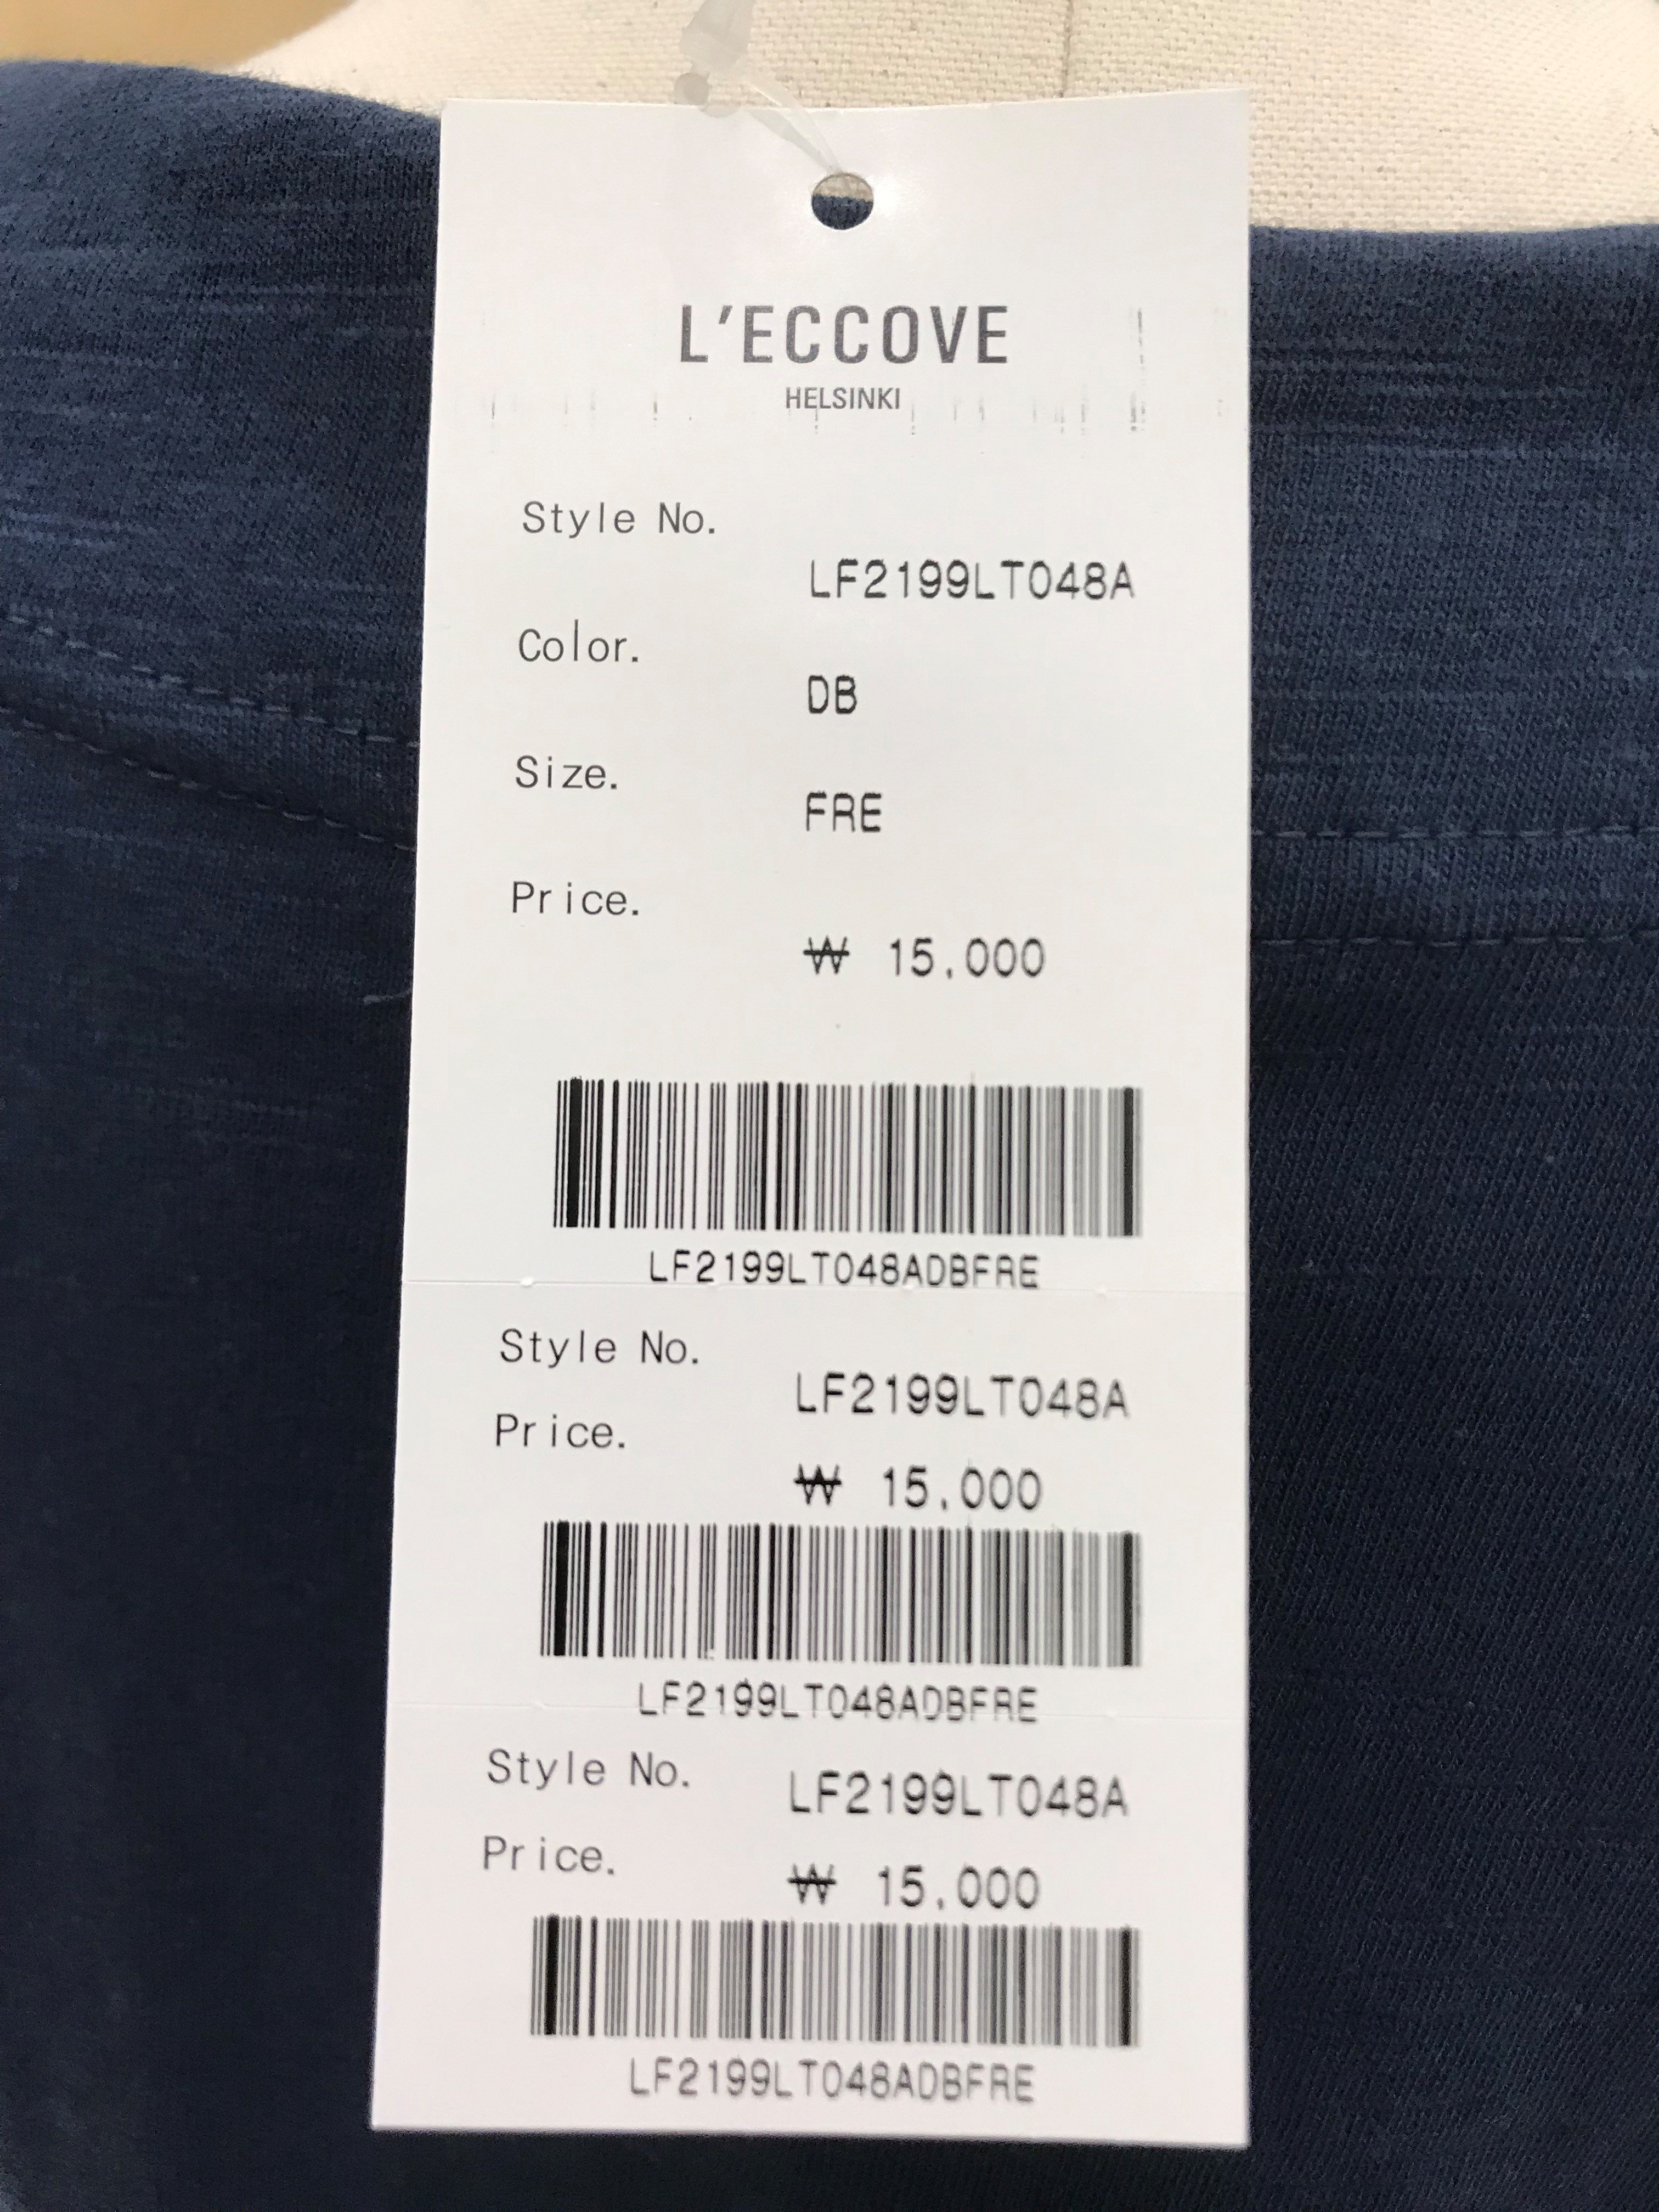 L'ECCOVE
HELSINKI
Style No.
LF2199LT048A
Color.
DB
Size.
FRE
Price.
₩ 15,000
LF2199LT048ADBFRE
Style No.
LF2199LT048A
Price.
₩ 15,000
LF2199LT048ADBFRE
Style No.
LF2199LT048A
Price.
₩ 15,000
LF2199LT048ADBFRE